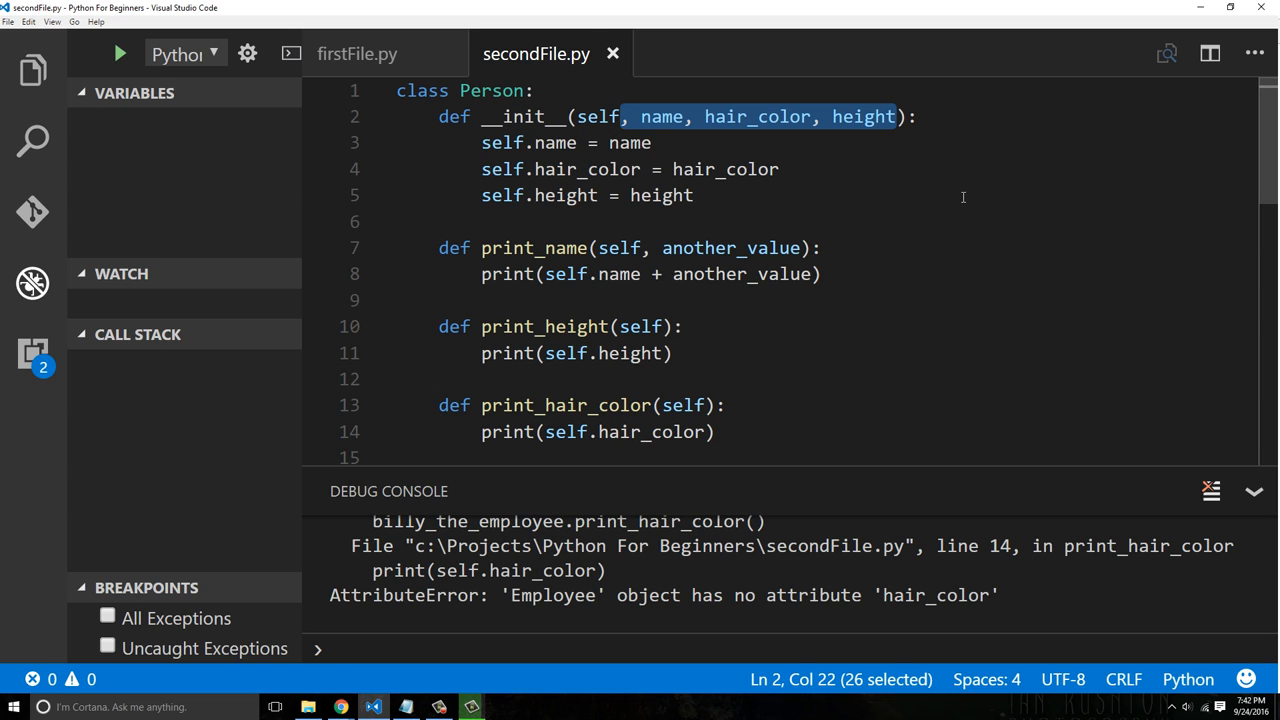 secondFile.py - Python For Beginners - Visual Studio Code
File Edit View Go Help
Pythor
firstFile.py
secondFile.py
VARIABLES
WATCH
CALL STACK
2
BREAKPOINTS
All Exceptions
Uncaught Exceptions
1 class Person:
2 def __init__(self, name, hair_color, height):
3 self.name = name
4 self.hair_color = hair_color
5 self.height = height
6
7 def print_name(self, another_value):
8 print(self.name + another_value)
9
10 def print_height(self):
11 print(self.height)
12
13 def print_hair_color(self):
14 print(self.hair_color)
15
DEBUG CONSOLE
billy_the_employee.print_hair_color()
File "c:\Projects\Python For Beginners\secondFile.py", line 14, in print_hair_color
print(self.hair_color)
AttributeError: 'Employee' object has no attribute 'hair_color'
0 0
Ln 2, Col 22 (26 selected) Spaces: 4 UTF-8 CRLF Python
I'm Cortana. Ask me anything.
7:42 PM
9/24/2016